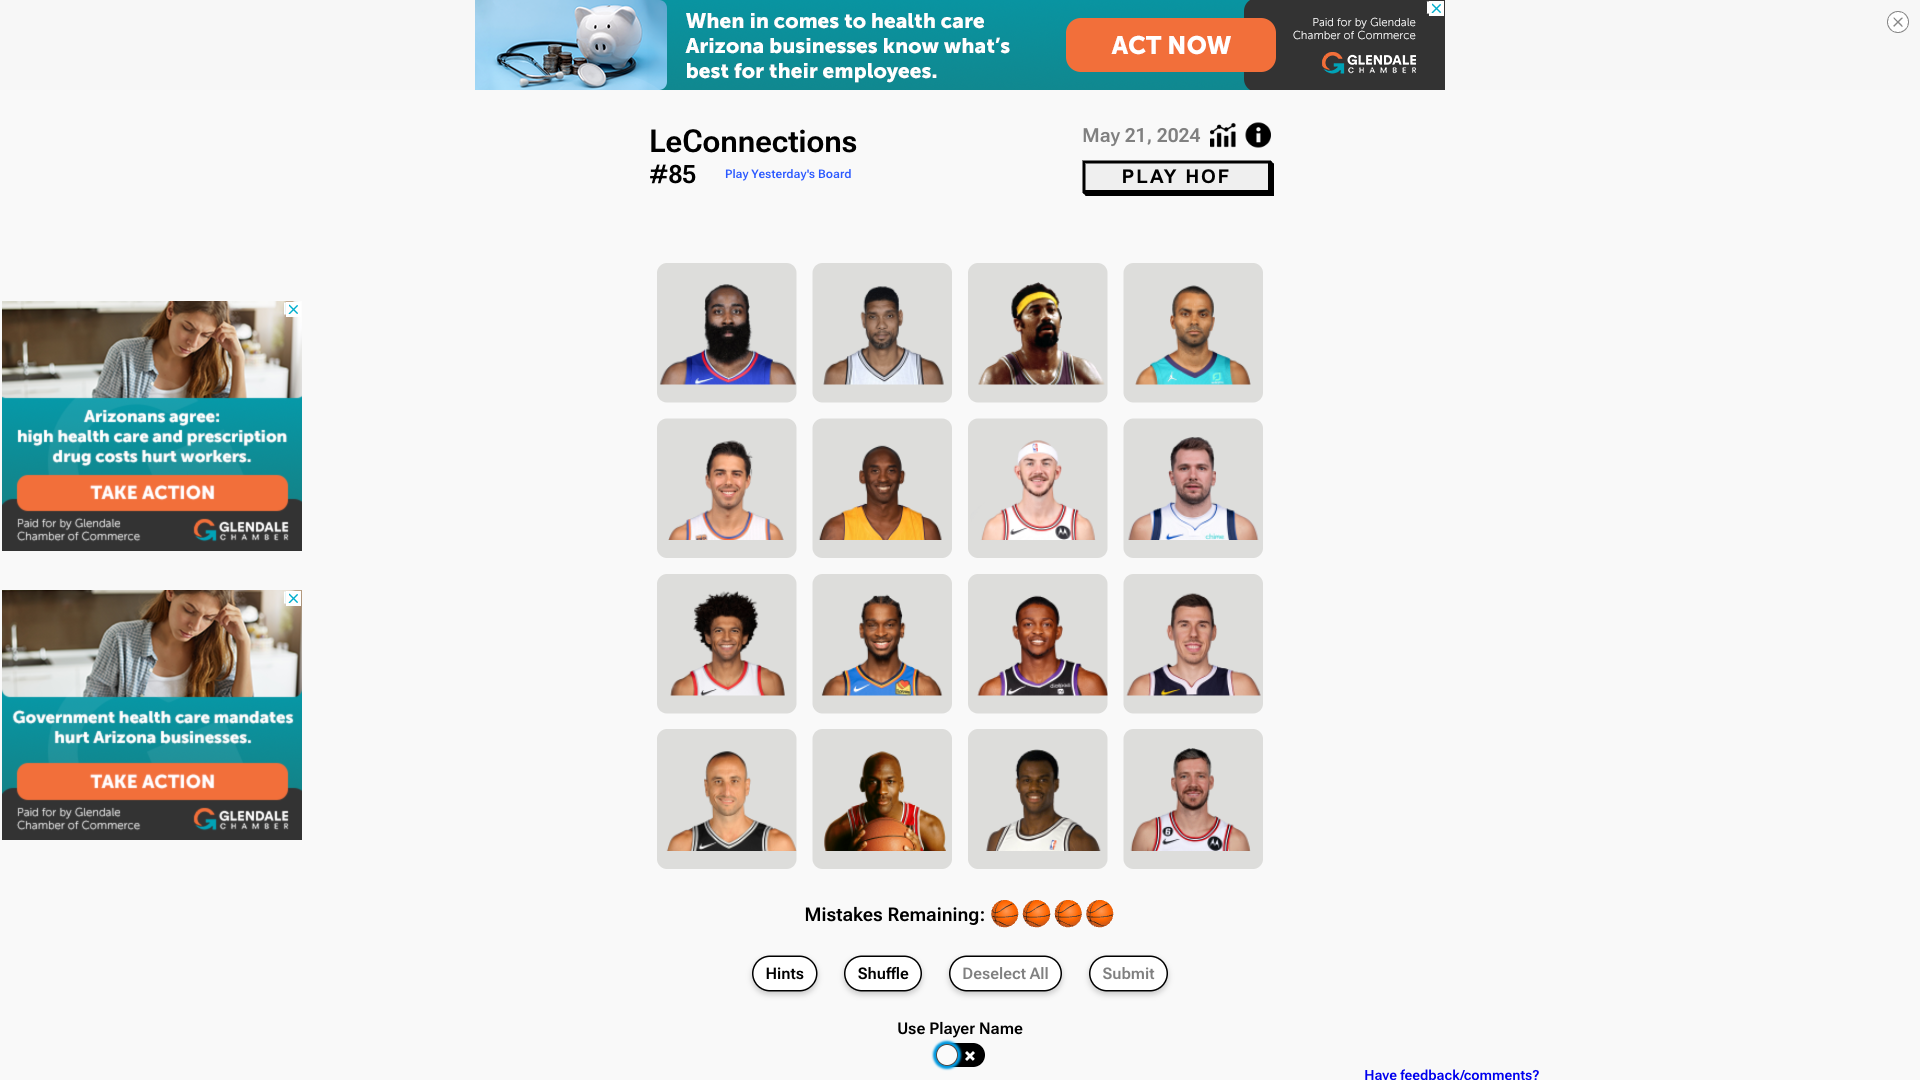 When in comes to health care
Arizona businesses know what's
best for their employees.
ACT NOW
Paid for by Glendale
Chamber of Commerce
GLENDALE
CHAMBER
LeConnections
#85
Play Yesterday's Board
May 21, 2024
PLAY HOF
Arizonans agree:
high health care and prescription
drug costs hurt workers.
TAKE ACTION
Paid for by Glendale
Chamber of Commerce
GLENDALE
CHAMBER
Government health care mandates
hurt Arizona businesses.
TAKE ACTION
Paid for by Glendale
Chamber of Commerce
GLENDALE
CHAMBER
Mistakes Remaining:
Hints
Shuffle
Deselect All
Submit
Use Player Name
Have feedback/comments?